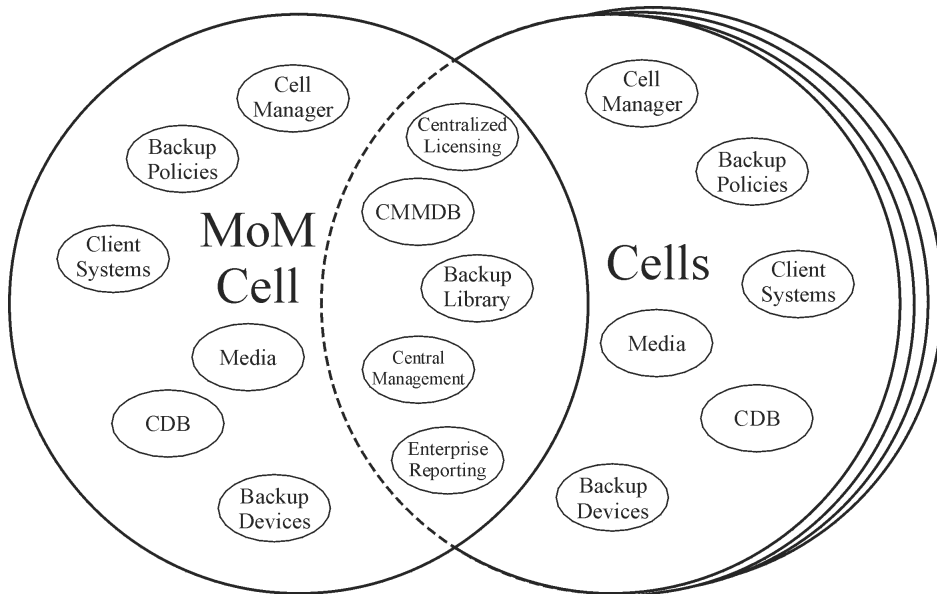 Cell
Manager
Backup
Policies
Client
Systems
MoM
Cell
Media
CDB
Backup
Devices
Centralized
Licensing
CMMDB
Backup
Library
Central
Management
Enterprise
Reporting
Cell
Manager
Backup
Policies
Cells
Client
Systems
Media
CDB
Backup
Devices